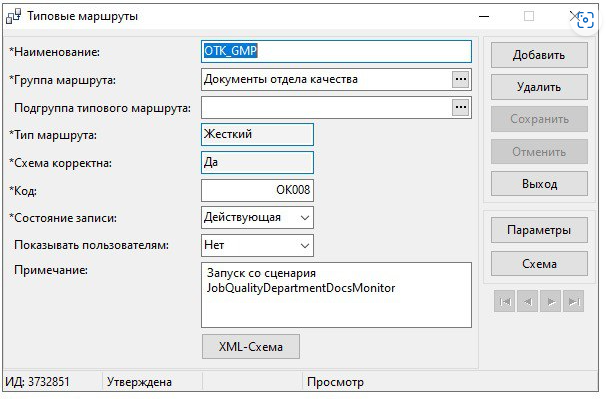 Типовые маршруты
*Наименование:
OTK_GMP
*Группа маршрута:
Документы отдела качества
...
Подгруппа типового маршрута:
...
*Тип маршрута:
Жесткий
*Схема корректна:
Да
*Код:
ОК008
*Состояние записи:
Действующая
Показывать пользователям:
Нет
Примечание:
Запуск со сценария
JobQualityDepartmentDocsMonitor
XML-Схема
Добавить
Удалить
Сохранить
Отменить
Выход
Параметры
Схема
ИД: 3732851
Утверждена
Просмотр